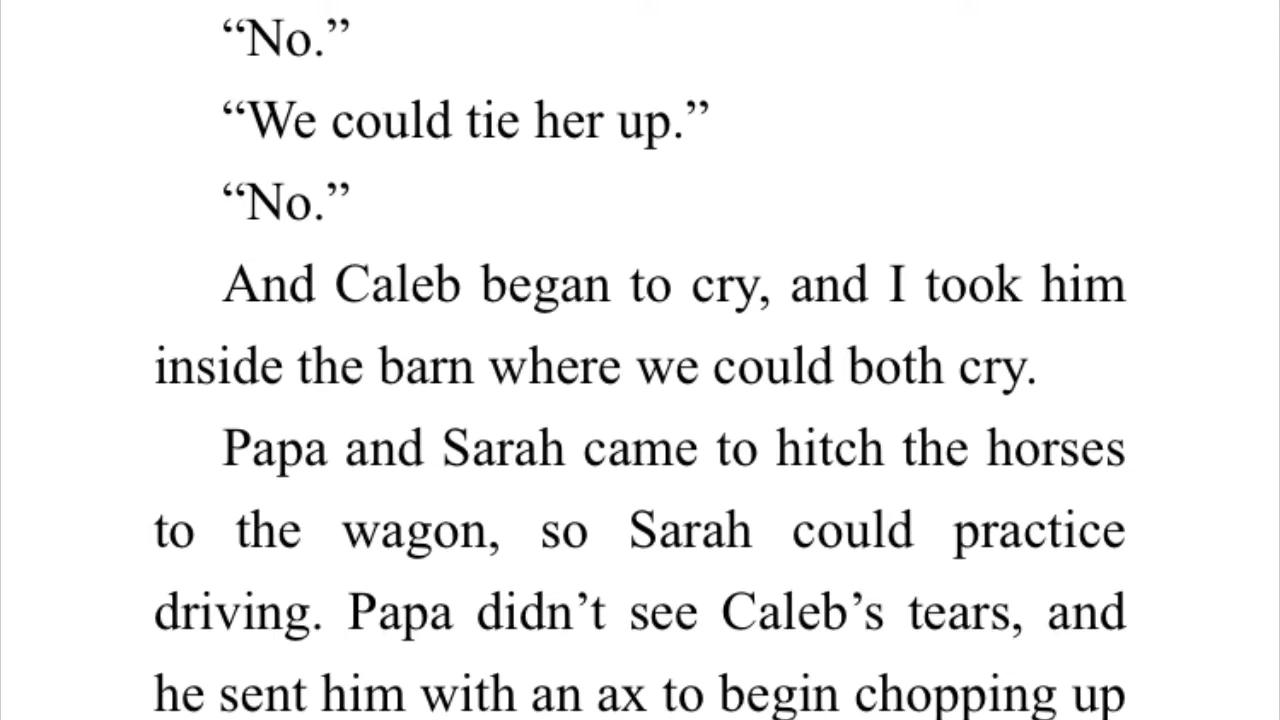 “No.”
“We could tie her up.”
“No.”
And Caleb began to cry, and I took him
inside the barn where we could both cry.
Papa and Sarah came to hitch the horses
to the wagon, so Sarah could practice
driving. Papa didn’t see Caleb’s tears, and
he sent him with an ax to begin chopping up